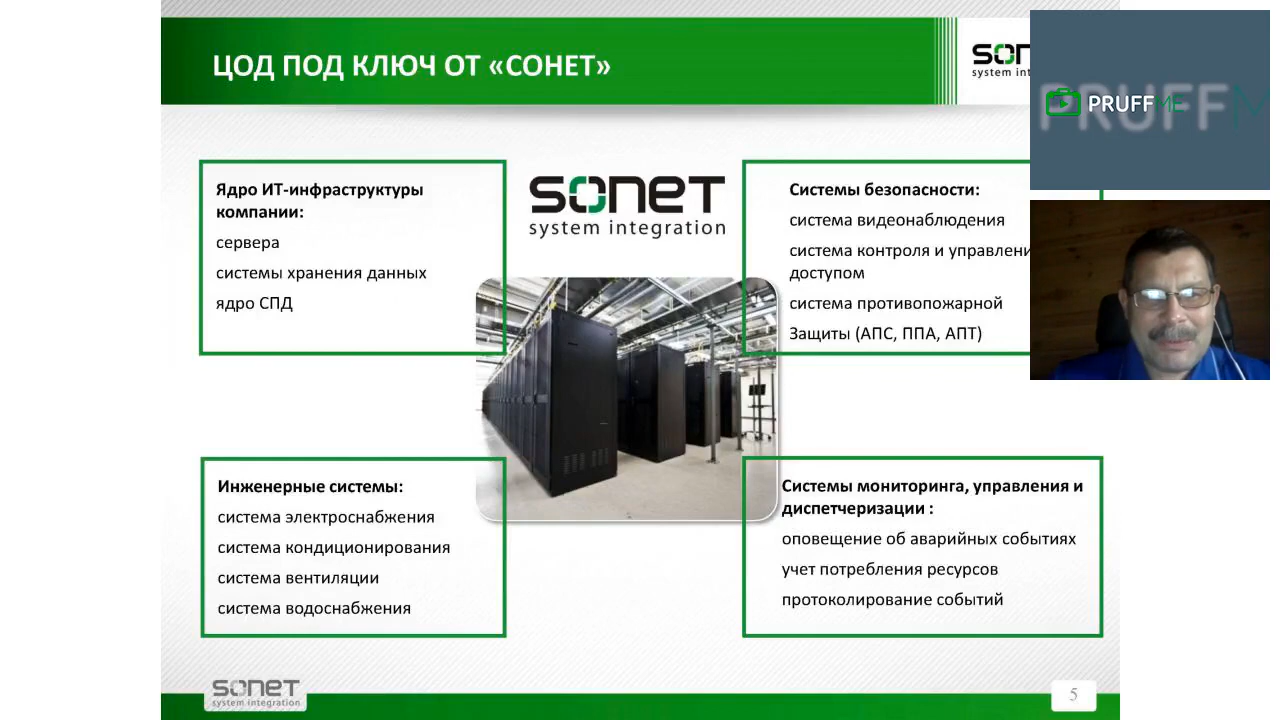 ЦОД ПОД КЛЮЧ ОТ «СОНЕТ»
system
PRUFFME
Ядро ИТ-инфраструктуры
компании:
сервера
системы хранения данных
ядро СПД
sonet
system integration
Системы безопасности:
система видеонаблюдения
система контроля и
доступом
система противопожарной
Защиты (АПС, ППА, АПТ)
Инженерные системы:
система электроснабжения
система кондиционирования
система вентиляции
система водоснабжения
Системы мониторинга, управления и
диспетчеризации :
оповещение об аварийных событиях
учет потребления ресурсов
протоколирование событий
sonet
system integration
5